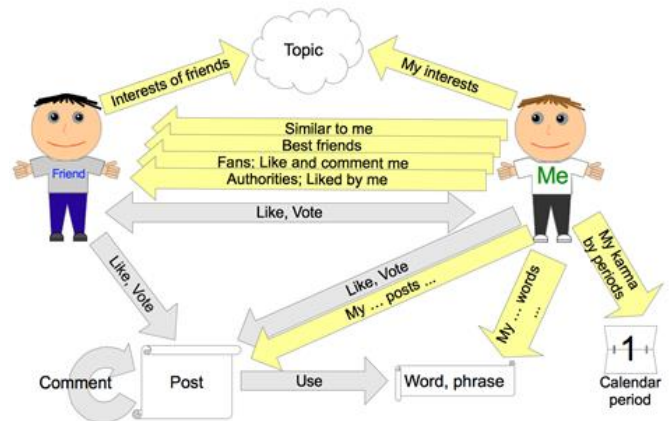 Topic
Interests of friends
My interests
Similar to me
Best friends
Fans; Like and comment me
Authorities; Liked by me
Friend
Me
Like, Vote
Like, Vote
Like, Vote
My ... posts ...
My ... words
...
My karma
by periods
Comment
Post
Use
Word, phrase
1
Calendar
period